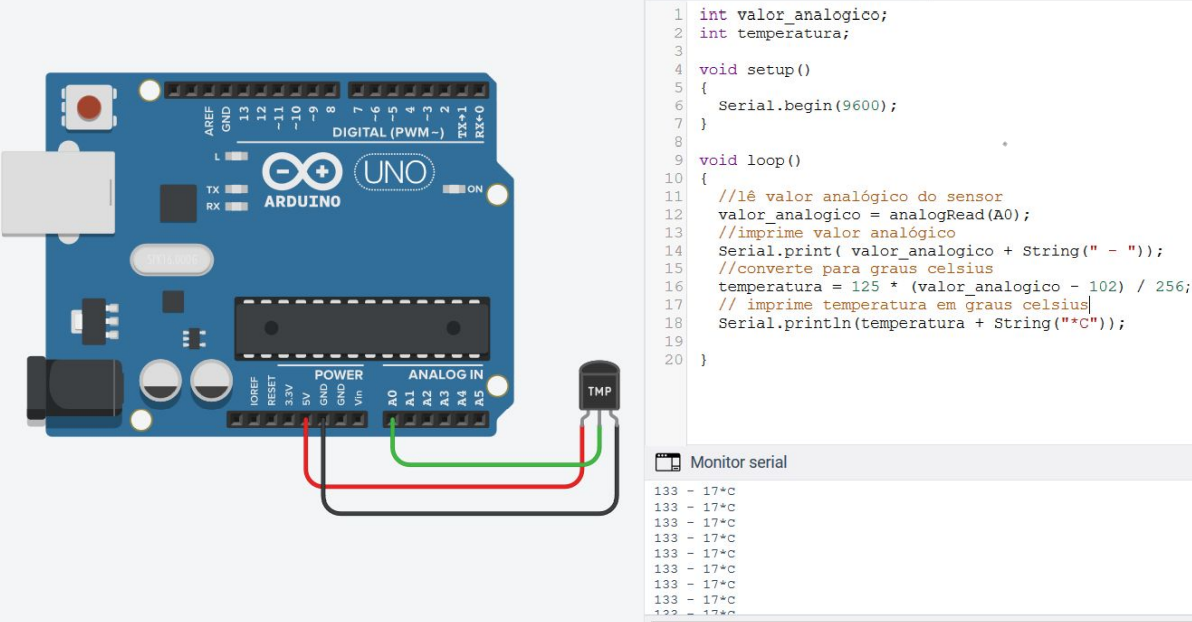 AREF
GND
13
12
~11
~10
~9
8
7
~6
~5
4
~3
2
TX→1
RX←0
DIGITAL (PWM~)
L
TX
RX
ARDUINO
UNO
ON
IOREF
RESET
3.3V
5V
GND
GND
Vin
POWER
ANALOG IN
A0
A1
A2
A3
A4
A5
TMP
1 int valor_analogico;
2 int temperatura;
3
4 void setup()
5 {
6 Serial.begin(9600);
7 }
8
9 void loop()
10 {
11 //lê valor analógico do sensor
12 valor_analogico = analogRead(A0);
13 //imprime valor analógico
14 Serial.print( valor_analogico + String(" - "));
15 //converte para graus celsius
16 temperatura = 125 * (valor_analogico - 102) / 256;
17 // imprime temperatura em graus celsius
18 Serial.println(temperatura + String("*C"));
19
20 }
Monitor serial
133 - 17*C
133 - 17*C
133 - 17*C
133 - 17*C
133 - 17*C
133 - 17*C
133 - 17*C
133 - 17*C
133 - 17*C